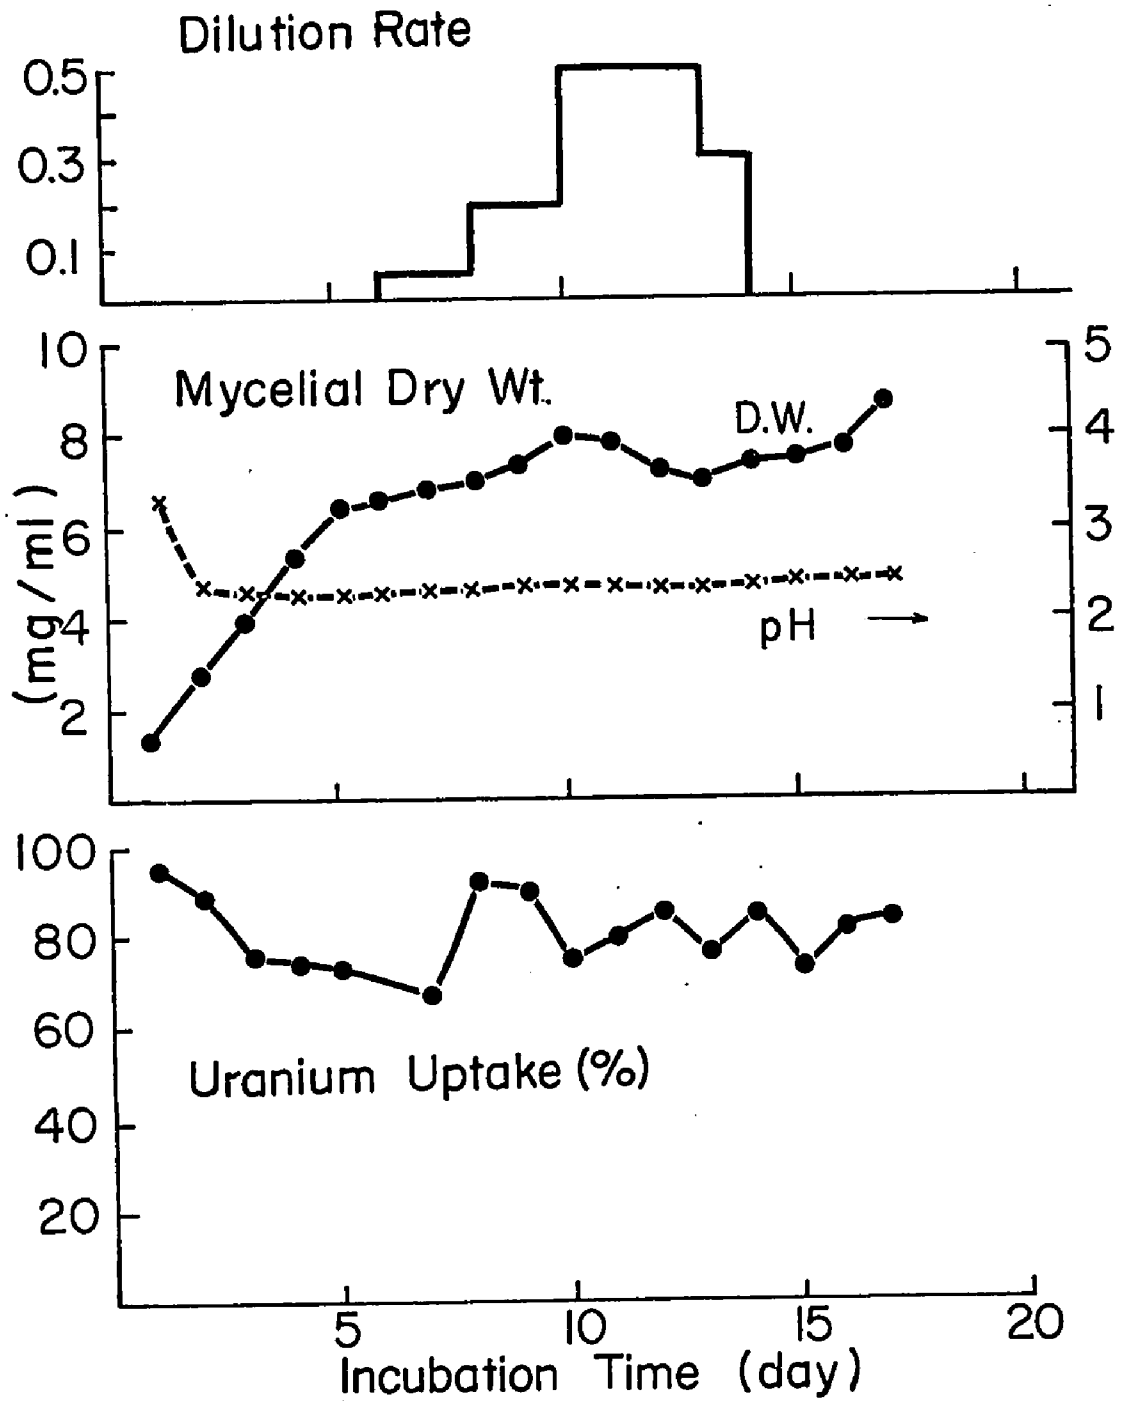 Dilution Rate
0.5
0.3
0.1
10
8
6
4
2
(mg/ml)
Mycelial Dry Wt.
D.W.
pH
5
4
3
2
1
100
80
60
40
20
Uranium Uptake (%)
5 10 15 20
Incubation Time (day)